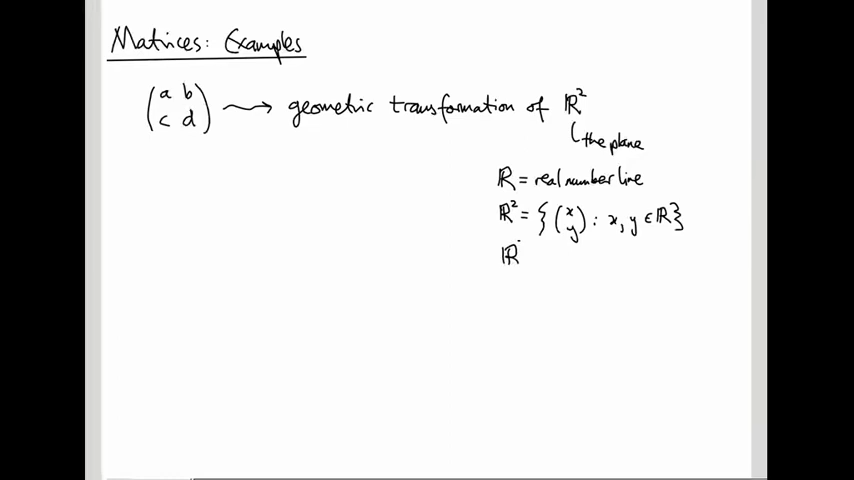 Matrices: Examples
(a b
c d) ⟿ geometric transformation of ℝ²
the plane
ℝ = real number line
ℝ² = {(x
y) : x, y ∈ ℝ}
ℝ